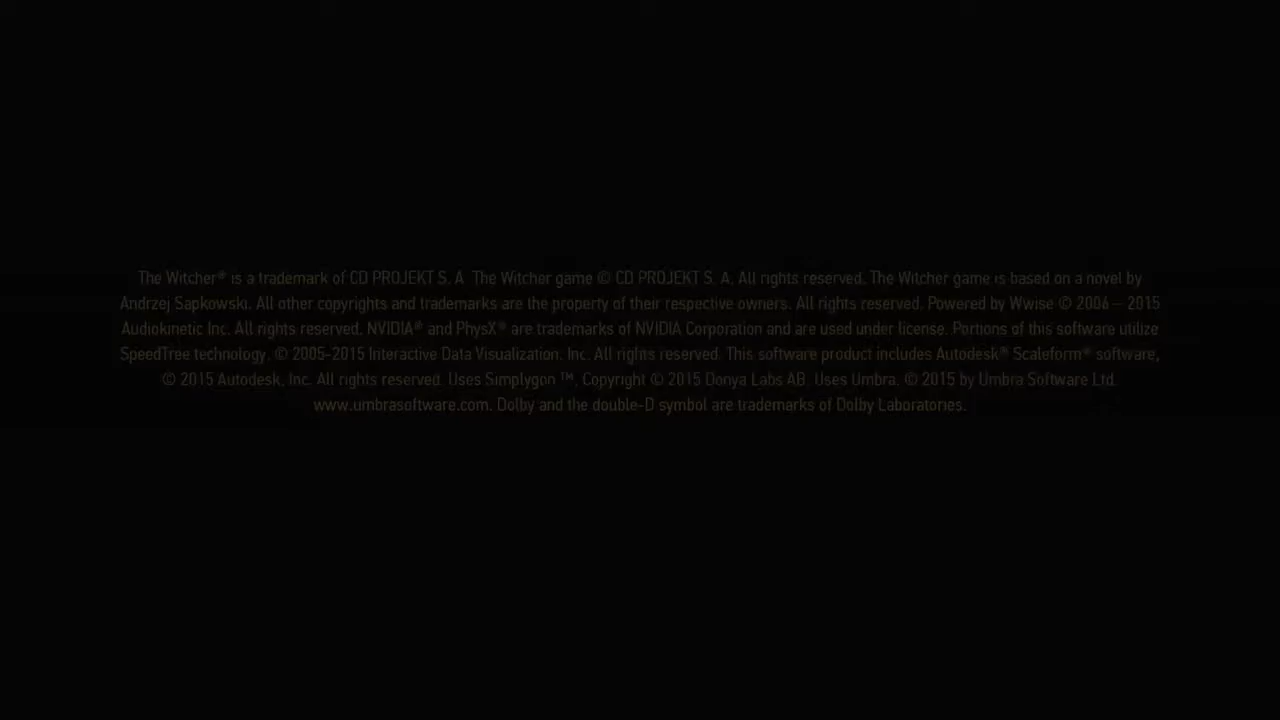 The Witcher® is a trademark of CD PROJEKT S. A. The Witcher game © CD PROJEKT S. A. All rights reserved. The Witcher game is based on a novel by
Andrzej Sapkowski. All other copyrights and trademarks are the property of their respective owners. All rights reserved. Powered by Wwise © 2006 – 2015
Audiokinetic Inc. All rights reserved. NVIDIA® and PhysX® are trademarks of NVIDIA Corporation and are used under license. Portions of this software utilize
SpeedTree technology. © 2005-2015 Interactive Data Visualization, Inc. All rights reserved. This software product includes Autodesk® Scaleform® software,
© 2015 Autodesk, Inc. All rights reserved. Uses Simplygon ™, Copyright © 2015 Donya Labs AB. Uses Umbra. © 2015 by Umbra Software Ltd.
www.umbrasoftware.com. Dolby and the double-D symbol are trademarks of Dolby Laboratories.